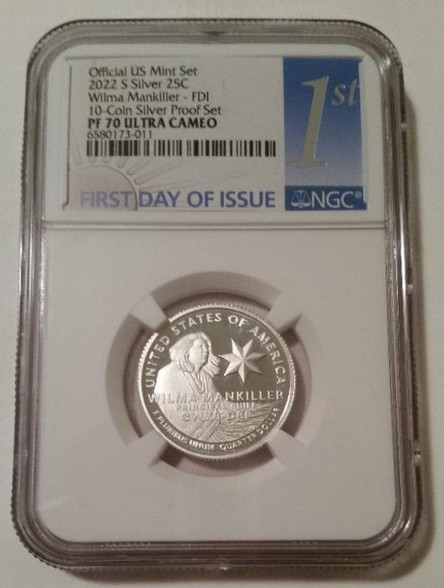 Official US Mint Set
2022 S Silver 25C
Wilma Mankiller - FDI
10-Coin Silver Proof Set
PF 70 ULTRA CAMEO
6580173-011
1st
FIRST DAY OF ISSUE
NGC®
UNITED STATES OF AMERICA
WILMA MANKILLER
PRINCIPAL CHIEF
E PLURIBUS UNUM QUARTER DOLLAR